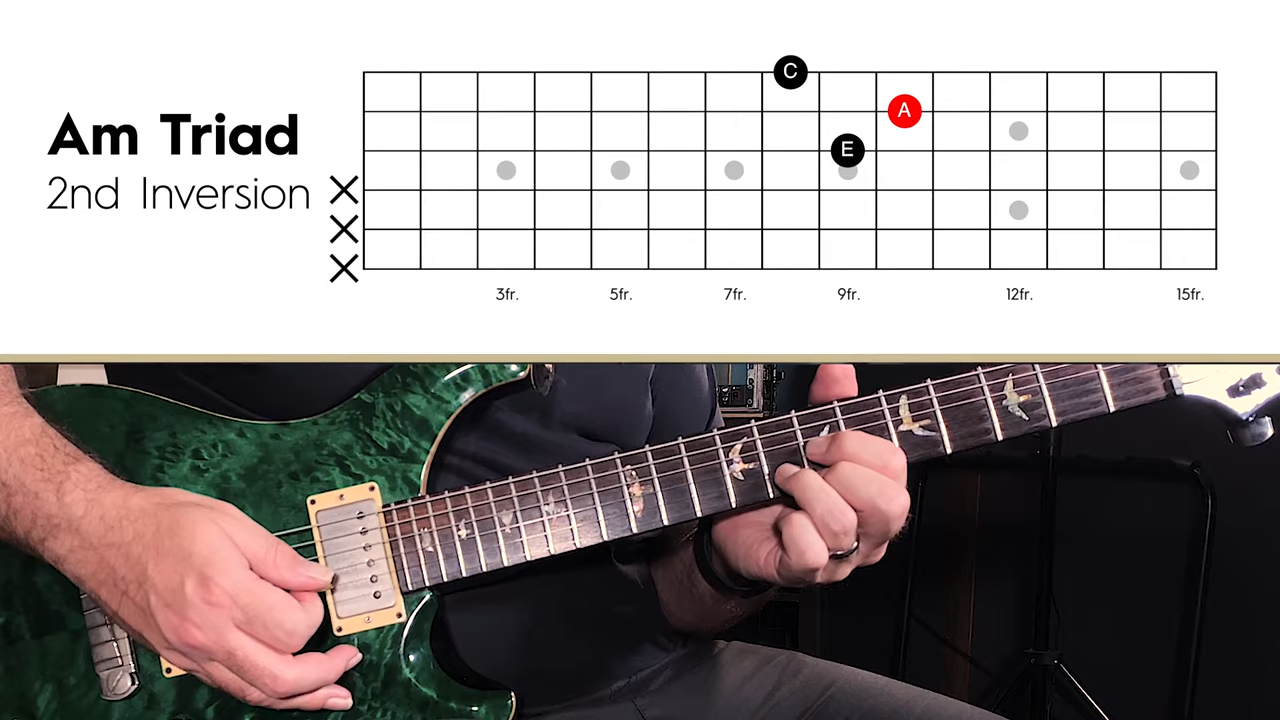 Am Triad
2nd Inversion
C
A
E
3fr.
5fr.
7fr.
9fr.
12fr.
15fr.